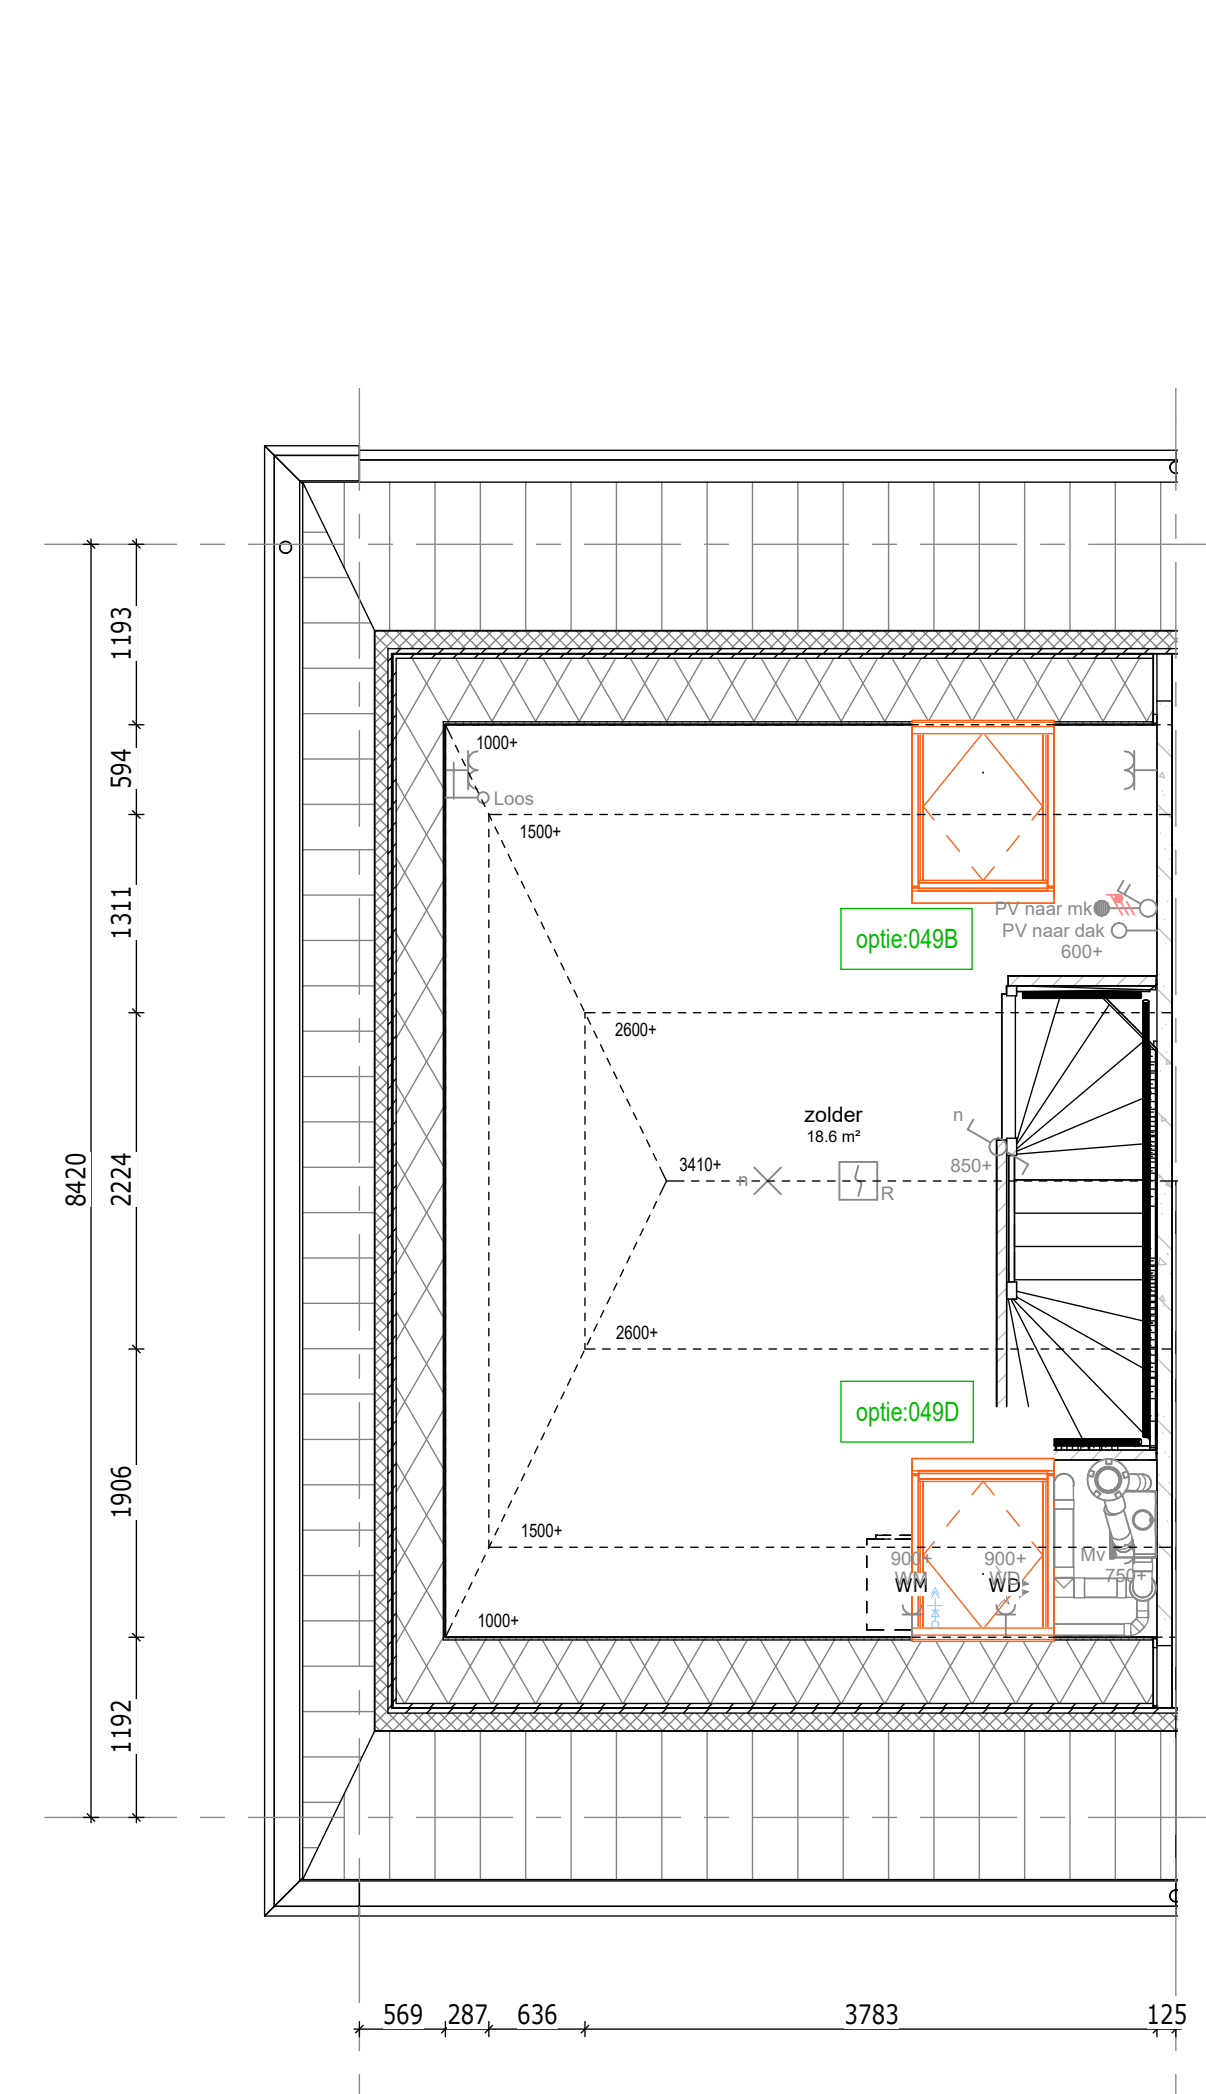 1000+
Loos
1500+
PV naar mk
PV naar dak
600+
optie:049B
2600+
zolder
18.6 m²
n
850+
3410+
n
R
2600+
optie:049D
1500+
Mv
750+
900+
900+
WM
WD
WM
WD
1000+
1193
594
1311
2224
1906
1192
8420
569
287
636
3783
125